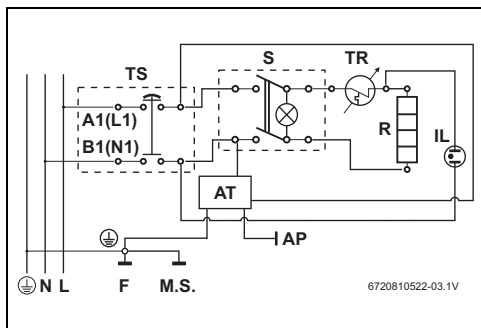 TS
S
TR
A1(L1)
B1(N1)
R
IL
AT
AP
N L
F
M.S.
6720810522-03.1V